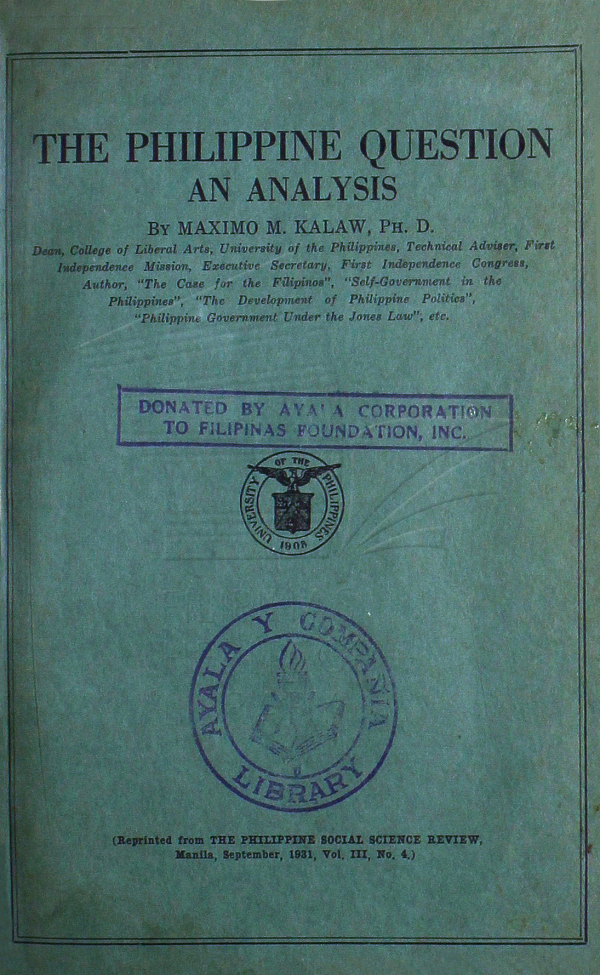 THE PHILIPPINE QUESTION
AN ANALYSIS
BY MAXIMO M. KALAW, PH. D.
Dean, College of Liberal Arts, University of the Philippines, Technical Adviser, First
Independence Mission, Executive Secretary, First Independence Congress,
Author, "The Case for the Filipinos", "Self-Government in the
Philippines", "The Development of Philippine Politics",
"Philippine Government Under the Jones Law", etc.
DONATED BY AYALA CORPORATION
TO FILIPINAS FOUNDATION, INC.
UNIVERSITY OF THE PHILIPPINES
1908
AYALA Y COMPAÑIA
LIBRARY
(Reprinted from THE PHILIPPINE SOCIAL SCIENCE REVIEW,
Manila, September, 1931, Vol. III, No. 4.)